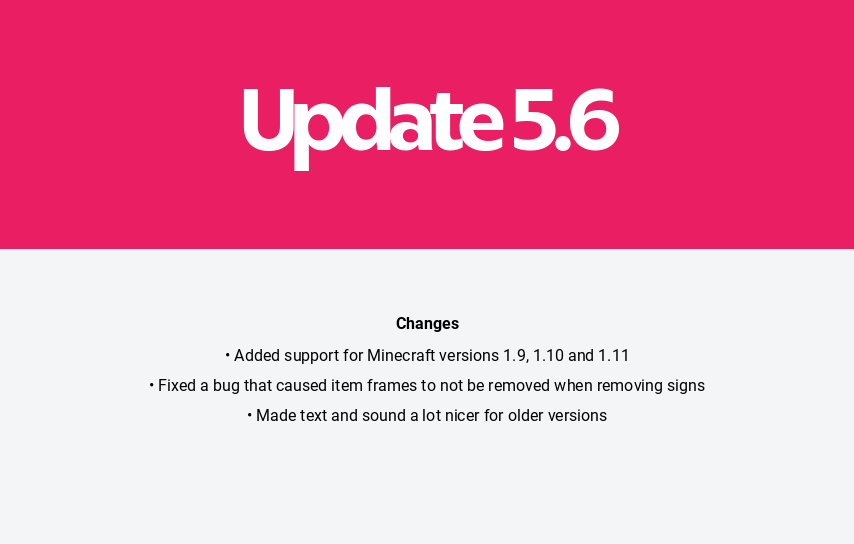 Update 5.6
Changes
• Added support for Minecraft versions 1.9, 1.10 and 1.11
• Fixed a bug that caused item frames to not be removed when removing signs
• Made text and sound a lot nicer for older versions